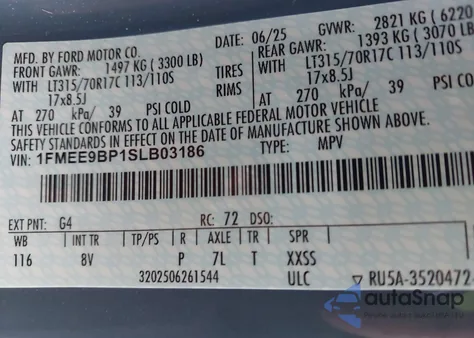 MFD. BY FORD MOTOR CO.
DATE: 06/25 GVWR: 2821 KG (6220
FRONT GAWR: 1497 KG (3300 LB) REAR GAWR: 1393 KG (3070 LB)
WITH LT315/70R17C 113/110S TIRES WITH LT315/70R17C 113/110S
17x8.5J RIMS 17x8.5J
AT 270 kPa/ 39 PSI COLD AT 270 kPa/ 39 PSI COLD
THIS VEHICLE CONFORMS TO ALL APPLICABLE FEDERAL MOTOR VEHICLE
SAFETY STANDARDS IN EFFECT ON THE DATE OF MANUFACTURE SHOWN ABOVE.
VIN: 1FMEE9BP1SLB03186 TYPE: MPV
EXT PNT: G4 RC: 72 DSO:
WB INT TR TP/PS R AXLE TR SPR
116 8V P 7L T XXSS
3202506261544 ULC ▽ RU5A-3520472-
autoSnap